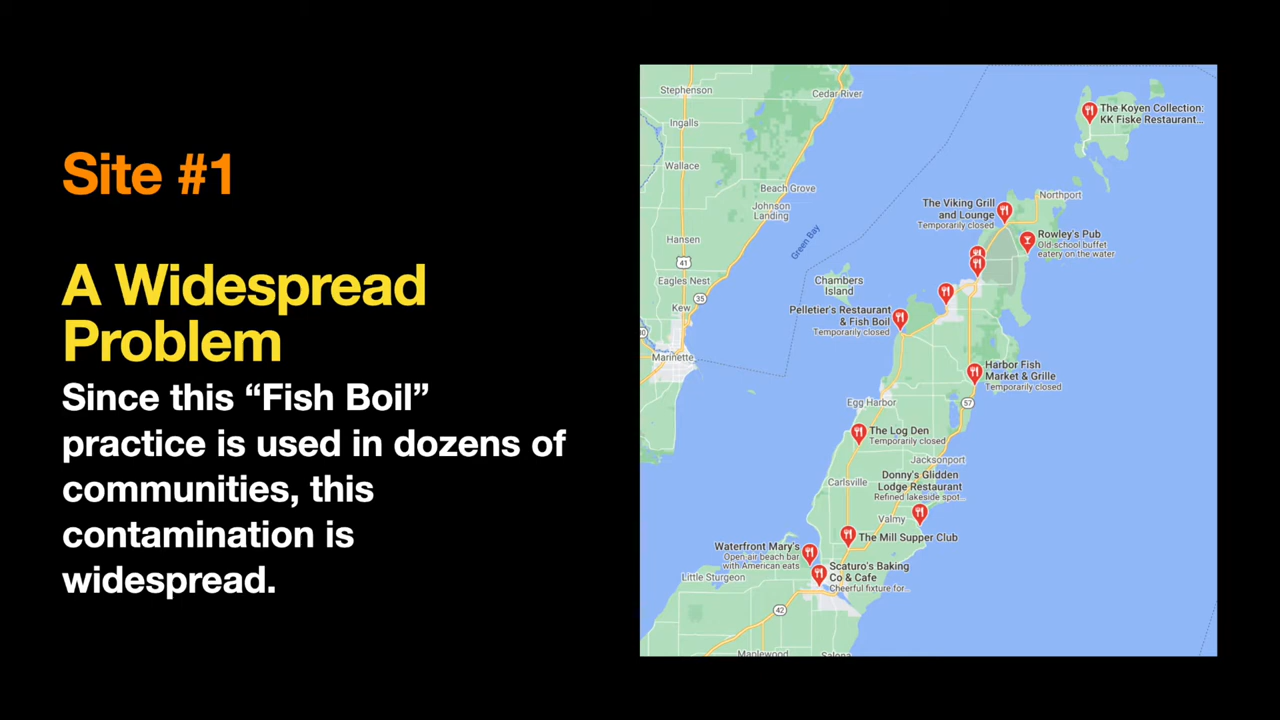 Site #1
A Widespread
Problem
Since this “Fish Boil”
practice is used in dozens of
communities, this
contamination is
widespread.
Stephenson
Cedar River
Ingalls
Wallace
Beach Grove
Johnson
Landing
Hansen
41
Eagles Nest
35
Kew
Marinette
Green Bay
The Koyen Collection:
KK Fiske Restaurant...
Northport
The Viking Grill
and Lounge
Temporarily closed
Rowley's Pub
Old-school buffet
eatery on the water
Chambers
Island
Pelletier's Restaurant
& Fish Boil
Temporarily closed
Harbor Fish
Market & Grille
Temporarily closed
Egg Harbor
57
The Log Den
Temporarily closed
Jacksonport
Donny's Glidden
Lodge Restaurant
Refined lakeside spot...
Carlsville
Valmy
The Mill Supper Club
Waterfront Mary's
Open-air beach bar
with American eats
Scaturo's Baking
Co & Cafe
Cheerful fixture for...
Little Sturgeon
42
Maplewood